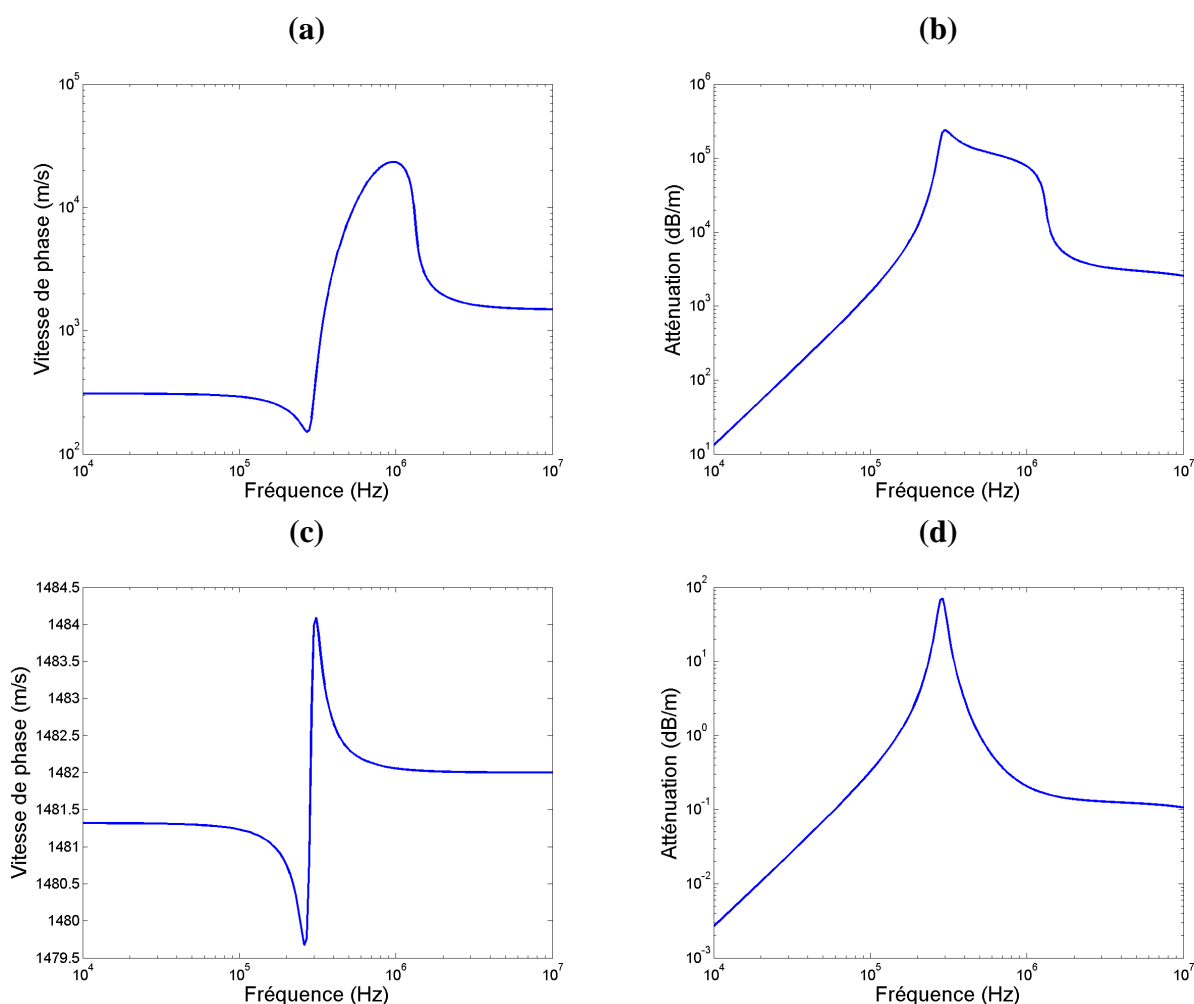 (a)
10^5
10^4
10^3
10^2
Vitesse de phase (m/s)
10^4 10^5 10^6 10^7
Fréquence (Hz)
(b)
10^6
10^5
10^4
10^3
10^2
10^1
Atténuation (dB/m)
10^4 10^5 10^6 10^7
Fréquence (Hz)
(c)
1484.5
1484
1483.5
1483
1482.5
1482
1481.5
1481
1480.5
1480
1479.5
Vitesse de phase (m/s)
10^4 10^5 10^6 10^7
Fréquence (Hz)
(d)
10^2
10^1
10^0
10^-1
10^-2
10^-3
Atténuation (dB/m)
10^4 10^5 10^6 10^7
Fréquence (Hz)